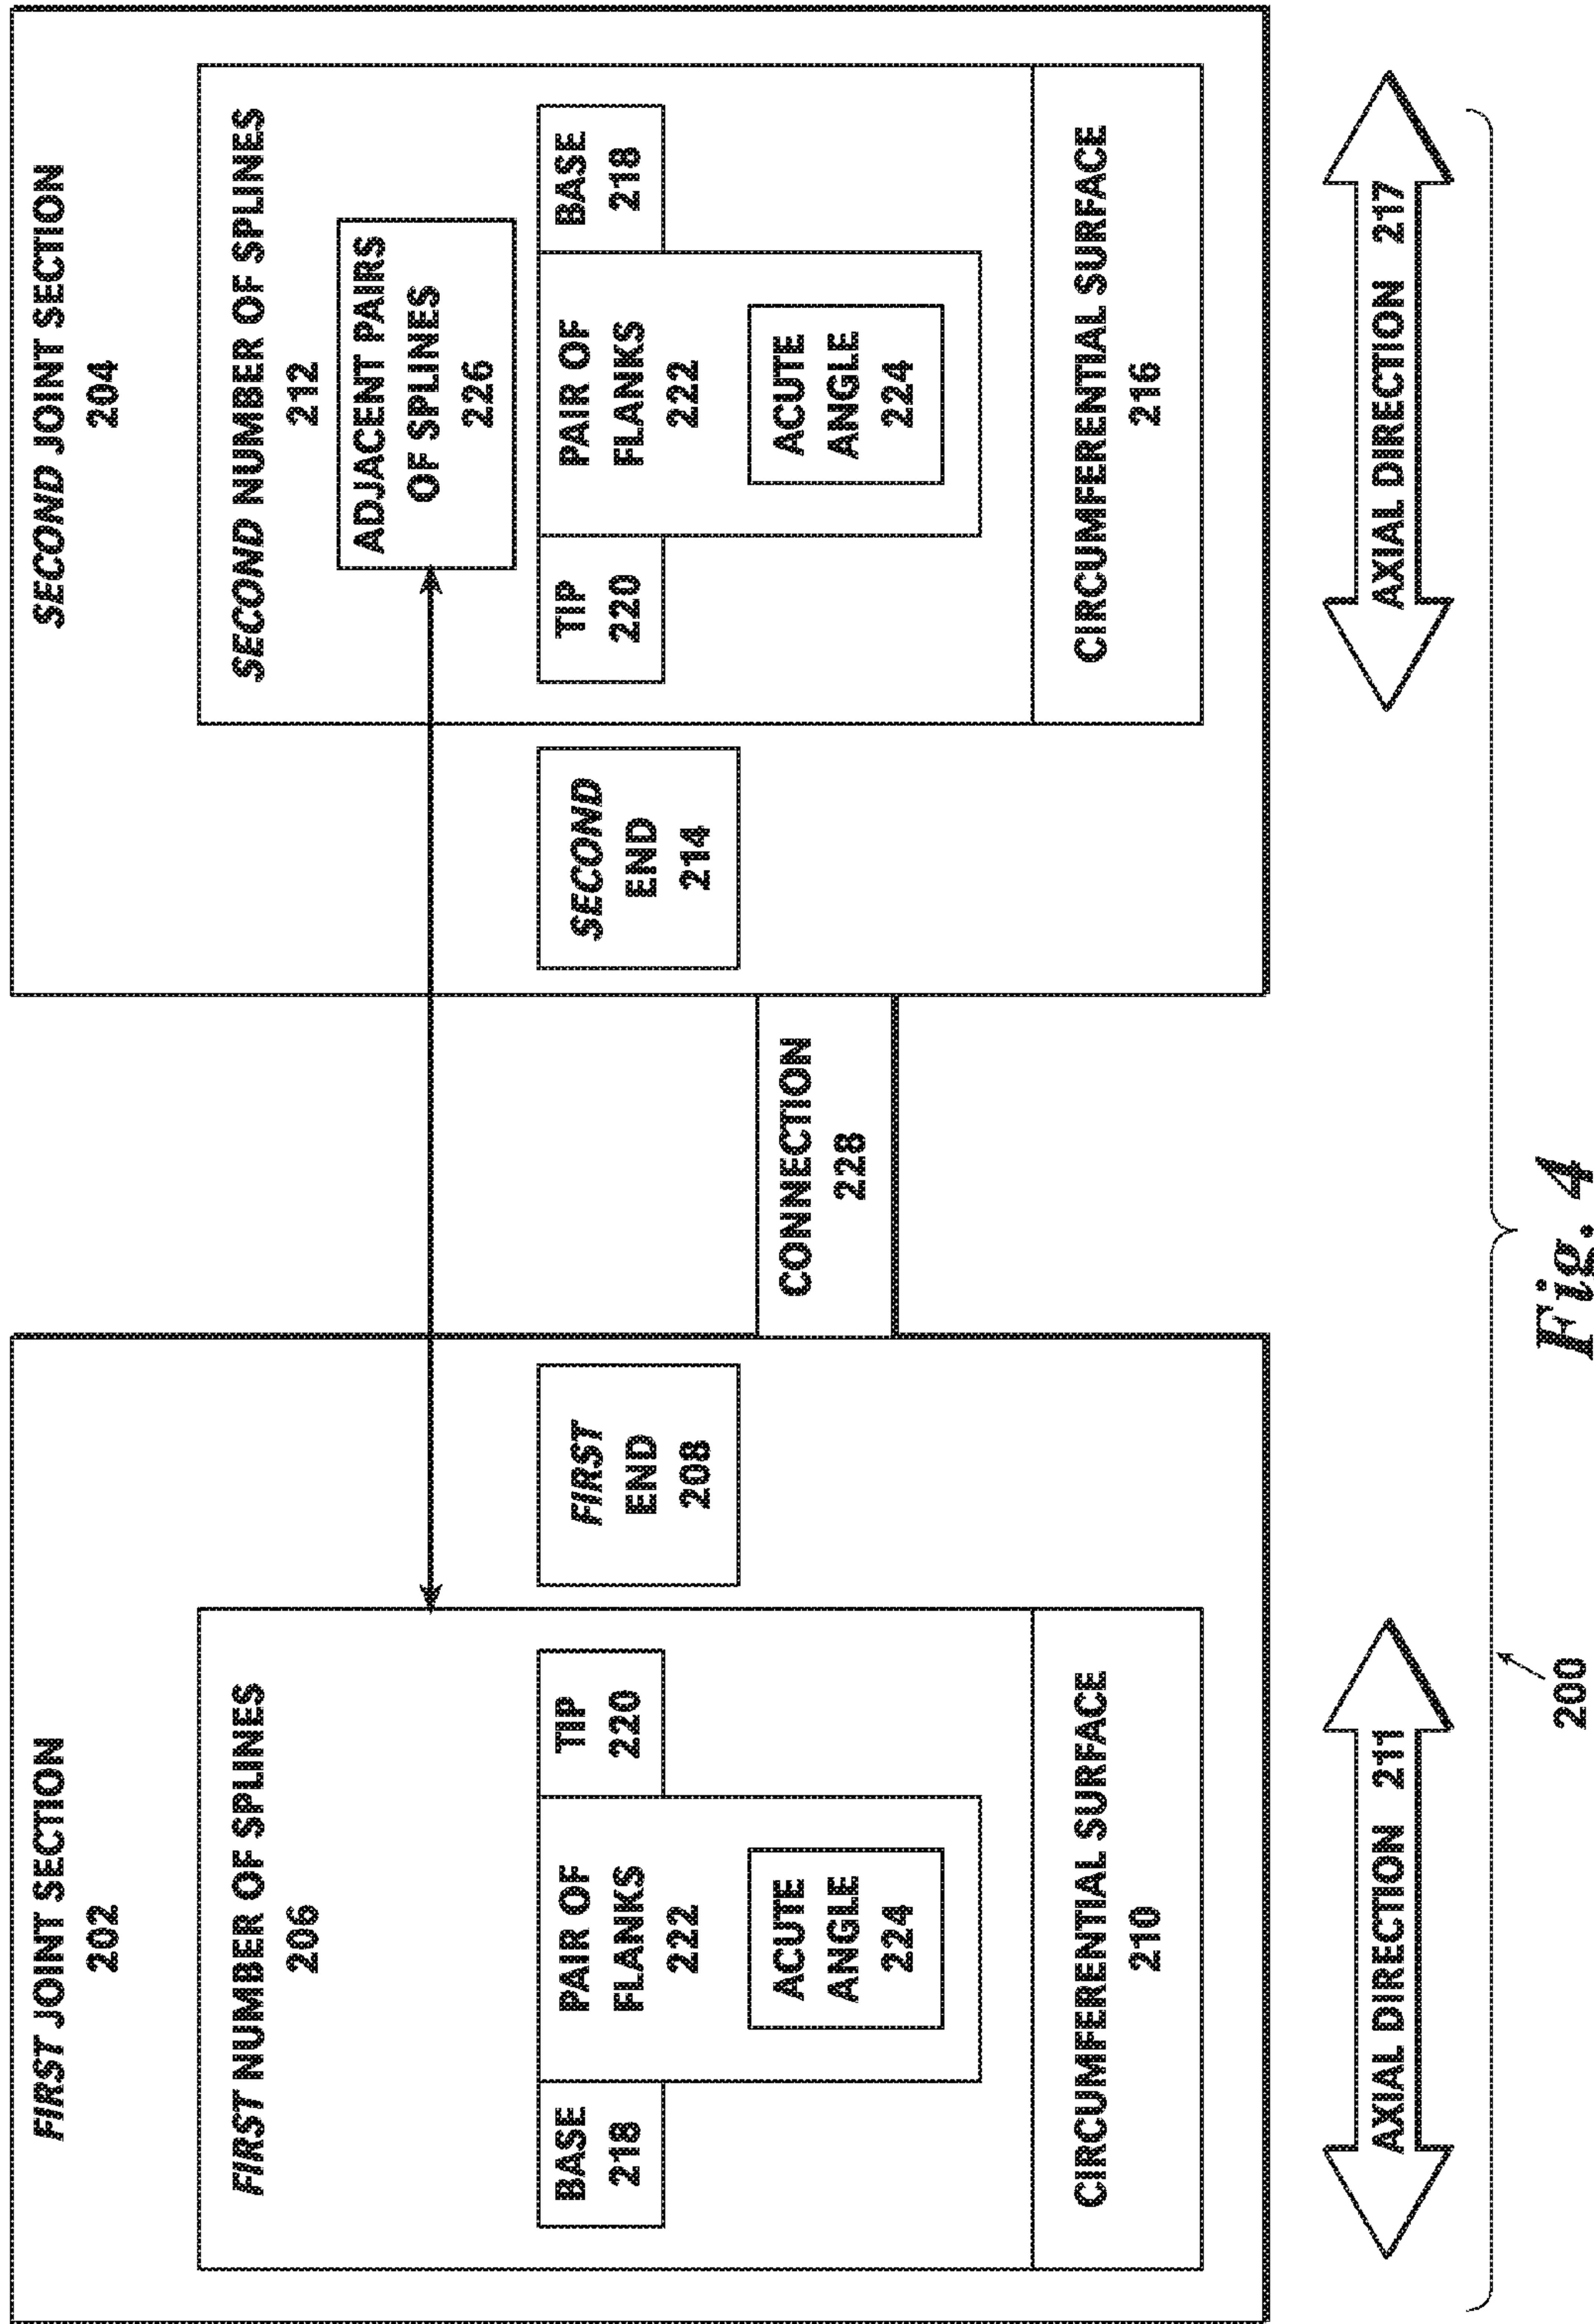 FIRST JOINT SECTION
202
FIRST NUMBER OF SPLINES
206
BASE
218
PAIR OF
FLANKS
222
TIP
220
ACUTE
ANGLE
224
CIRCUMFERENTIAL SURFACE
210
FIRST
END
208
AXIAL DIRECTION 211
CONNECTION
228
SECOND JOINT SECTION
204
SECOND NUMBER OF SPLINES
212
ADJACENT PAIRS
OF SPLINES
226
TIP
220
PAIR OF
FLANKS
222
BASE
218
ACUTE
ANGLE
224
CIRCUMFERENTIAL SURFACE
216
SECOND
END
214
AXIAL DIRECTION 217
200
Fig. 4